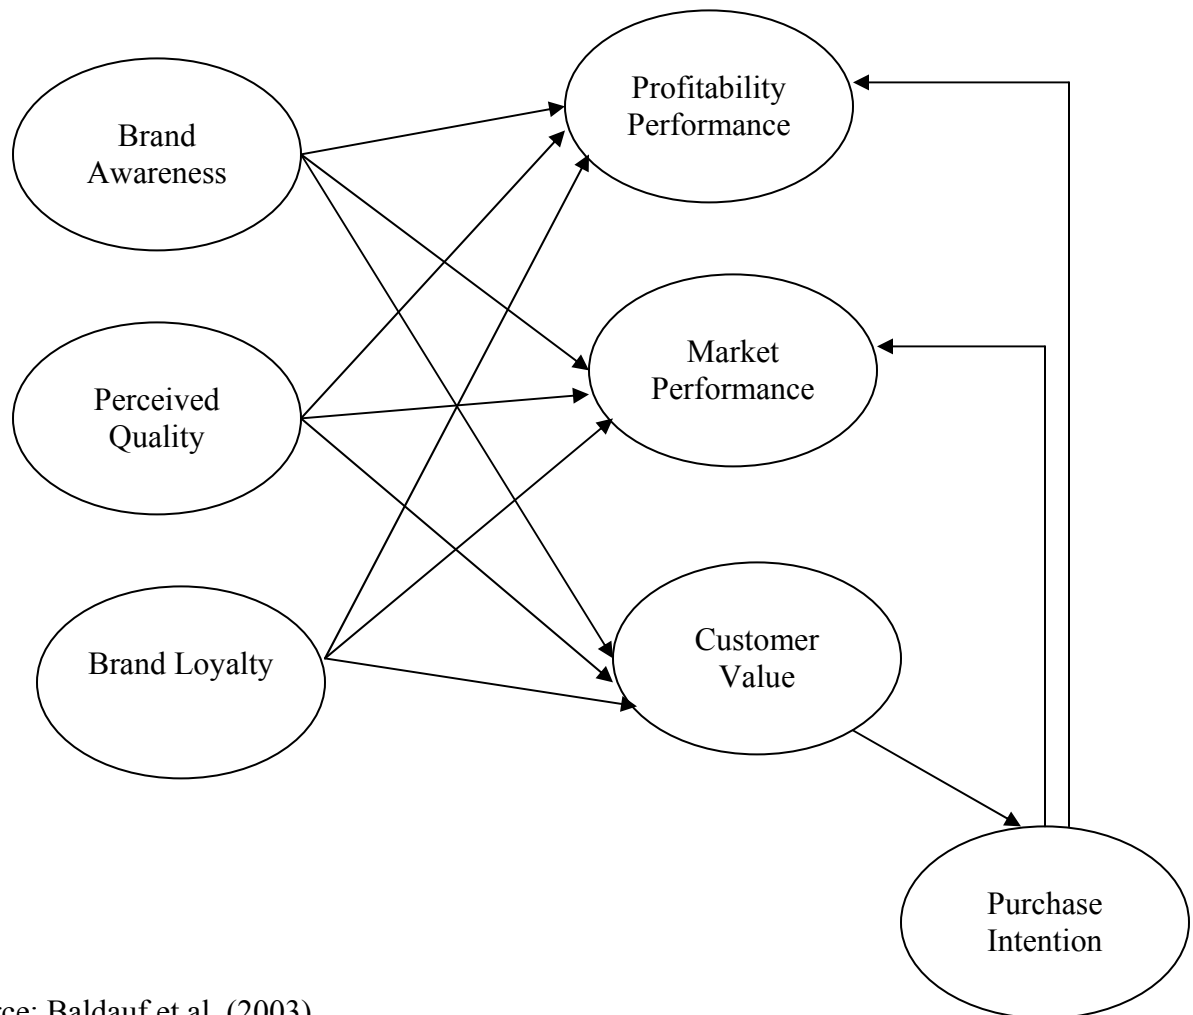 Profitability
Performance
Brand
Awareness
Market
Performance
Perceived
Quality
Customer
Value
Brand Loyalty
Purchase
Intention
rce: Baldauf et al. (2003)